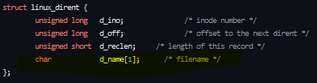 struct linux_dirent {
unsigned long d_ino; /* inode number */
unsigned long d_off; /* offset to the next dirent */
unsigned short d_reclen; /* length of this record */
char d_name[1]; /* filename */
};